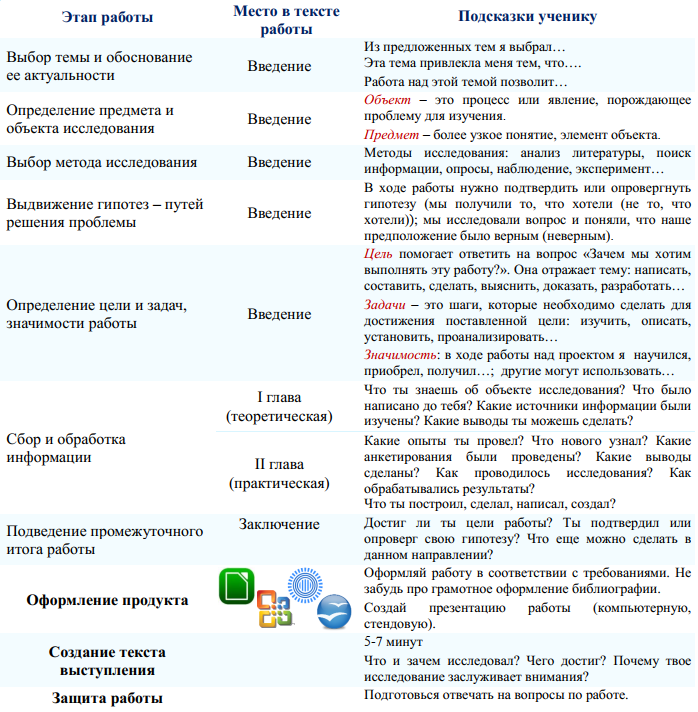 Этап работы
Место в тексте
работы
Подсказки ученику
Выбор темы и обоснование
ее актуальности
Введение
Из предложенных тем я выбрал…
Эта тема привлекла меня тем, что….
Работа над этой темой позволит…
Определение предмета и
объекта исследования
Введение
Объект – это процесс или явление, порождающее
проблему для изучения.
Предмет – более узкое понятие, элемент объекта.
Выбор метода исследования
Введение
Методы исследования: анализ литературы, поиск
информации, опросы, наблюдение, эксперимент…
Выдвижение гипотез – путей
решения проблемы
Введение
В ходе работы нужно подтвердить или опровергнуть
гипотезу (мы получили то, что хотели (не то, что
хотели)); мы исследовали вопрос и поняли, что наше
предположение было верным (неверным).
Определение цели и задач,
значимости работы
Введение
Цель помогает ответить на вопрос «Зачем мы хотим
выполнять эту работу?». Она отражает тему: написать,
составить, сделать, выяснить, доказать, разработать…
Задачи – это шаги, которые необходимо сделать для
достижения поставленной цели: изучить, описать,
установить, проанализировать…
Значимость: в ходе работы над проектом я научился,
приобрел, получил…; другие могут использовать…
Сбор и обработка
информации
I глава
(теоретическая)
Что ты знаешь об объекте исследования? Что было
написано до тебя? Какие источники информации были
изучены? Какие выводы ты можешь сделать?
II глава
(практическая)
Какие опыты ты провел? Что нового узнал? Какие
анкетирования были проведены? Какие выводы
сделаны? Как проводилось исследования? Как
обрабатывались результаты?
Что ты построил, сделал, написал, создал?
Подведение промежуточного
итога работы
Заключение
Достиг ли ты цели работы? Ты подтвердил или
опроверг свою гипотезу? Что еще можно сделать в
данном направлении?
Оформление продукта
Оформляй работу в соответствии с требованиями. Не
забудь про грамотное оформление библиографии.
Создай презентацию работы (компьютерную,
стендовую).
Создание текста
выступления
5-7 минут
Что и зачем исследовал? Чего достиг? Почему твое
исследование заслуживает внимания?
Защита работы
Подготовься отвечать на вопросы по работе.